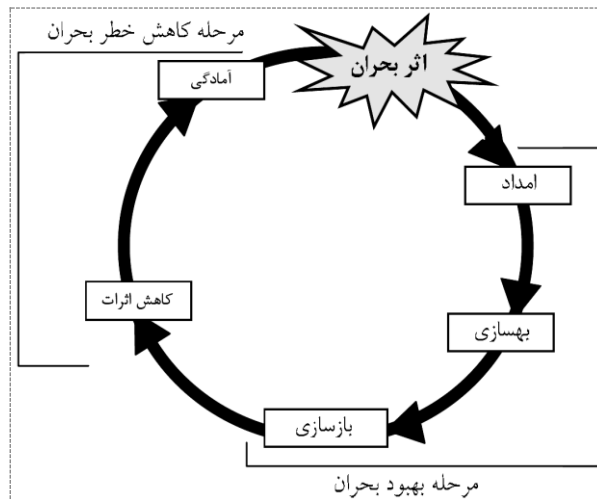 مرحله کاهش خطر بحران
اثر بحران
آمادگی
امداد
کاهش اثرات
بهسازی
بازسازی
مرحله بهبود بحران